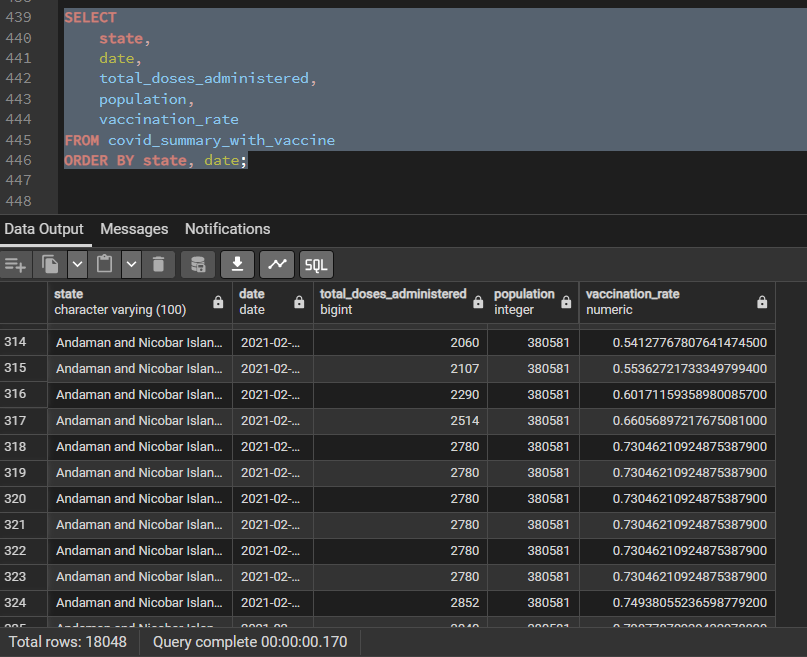 439 SELECT
440 state,
441 date,
442 total_doses_administered,
443 population,
444 vaccination_rate
445 FROM covid_summary_with_vaccine
446 ORDER BY state, date;
447
448
Data Output Messages Notifications
SQL
state date total_doses_administered population vaccination_rate
character varying (100) date bigint integer numeric
314 Andaman and Nicobar Islan... 2021-02-... 2060 380581 0.54127767807641474500
315 Andaman and Nicobar Islan... 2021-02-... 2107 380581 0.55362721733349799400
316 Andaman and Nicobar Islan... 2021-02-... 2290 380581 0.60171159358980085700
317 Andaman and Nicobar Islan... 2021-02-... 2514 380581 0.66056897217675081000
318 Andaman and Nicobar Islan... 2021-02-... 2780 380581 0.73046210924875387900
319 Andaman and Nicobar Islan... 2021-02-... 2780 380581 0.73046210924875387900
320 Andaman and Nicobar Islan... 2021-02-... 2780 380581 0.73046210924875387900
321 Andaman and Nicobar Islan... 2021-02-... 2780 380581 0.73046210924875387900
322 Andaman and Nicobar Islan... 2021-02-... 2780 380581 0.73046210924875387900
323 Andaman and Nicobar Islan... 2021-02-... 2780 380581 0.73046210924875387900
324 Andaman and Nicobar Islan... 2021-02-... 2852 380581 0.74938055236598779200
Total rows: 18048 Query complete 00:00:00.170